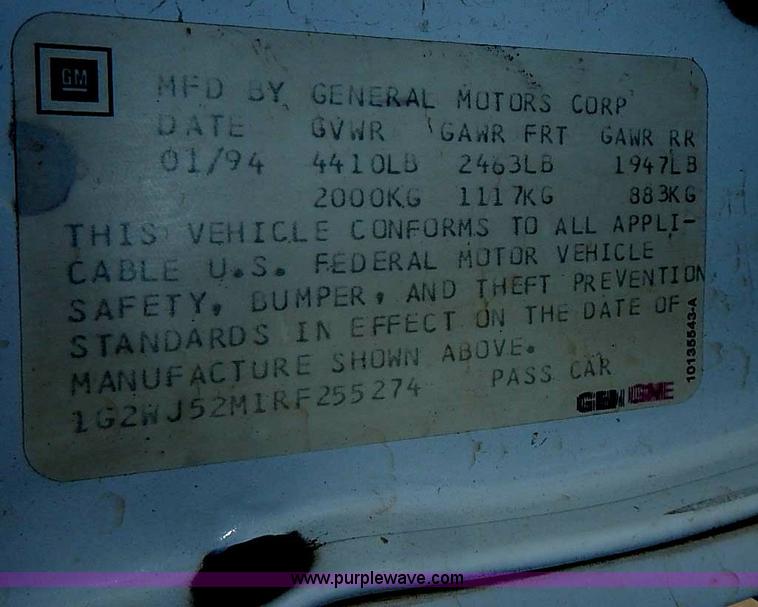 GM
MFD BY GENERAL MOTORS CORP
DATE GVWR GAWR FRT GAWR RR
01/94 4410LB 2463LB 1947LB
2000KG 1117KG 883KG
THIS VEHICLE CONFORMS TO ALL APPLI-
CABLE U.S. FEDERAL MOTOR VEHICLE
SAFETY, BUMPER, AND THEFT PREVENTION
STANDARDS IN EFFECT ON THE DATE OF
MANUFACTURE SHOWN ABOVE.
1G2WJ52M1RF255274 PASS CAR
10135543-A
www.purplewave.com